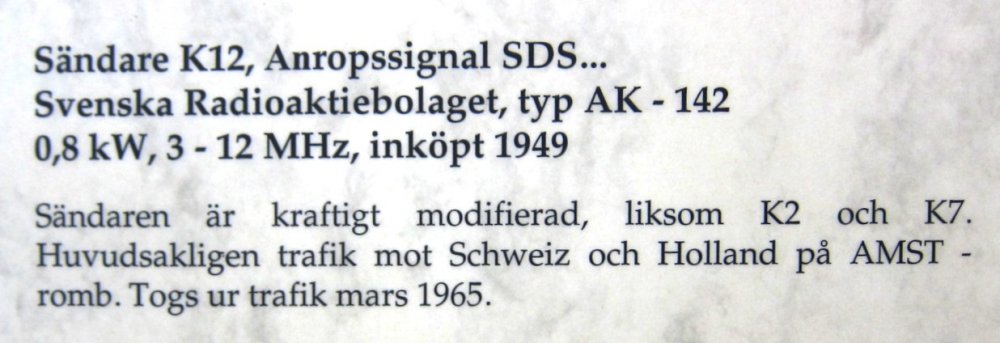 Sändare K12, Anropssignal SDS...
Svenska Radioaktiebolaget, typ AK - 142
0,8 kW, 3 - 12 MHz, inköpt 1949
Sändaren är kraftigt modifierad, liksom K2 och K7.
Huvudsakligen trafik mot Schweiz och Holland på AMST -
romb. Togs ur trafik mars 1965.